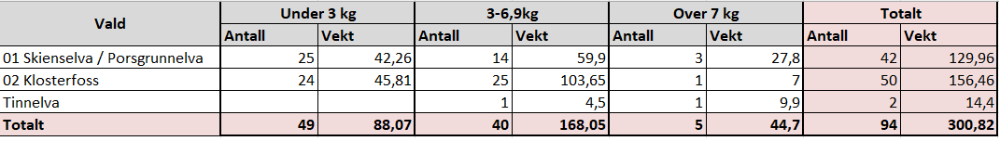 Vald Under 3 kg 3-6,9kg Over 7 kg Totalt
Antall Vekt Antall Vekt Antall Vekt Antall Vekt
01 Skienselva / Porsgrunnelva 25 42,26 14 59,9 3 27,8 42 129,96
02 Klosterfoss 24 45,81 25 103,65 1 7 50 156,46
Tinnelva 1 4,5 1 9,9 2 14,4
Totalt 49 88,07 40 168,05 5 44,7 94 300,82